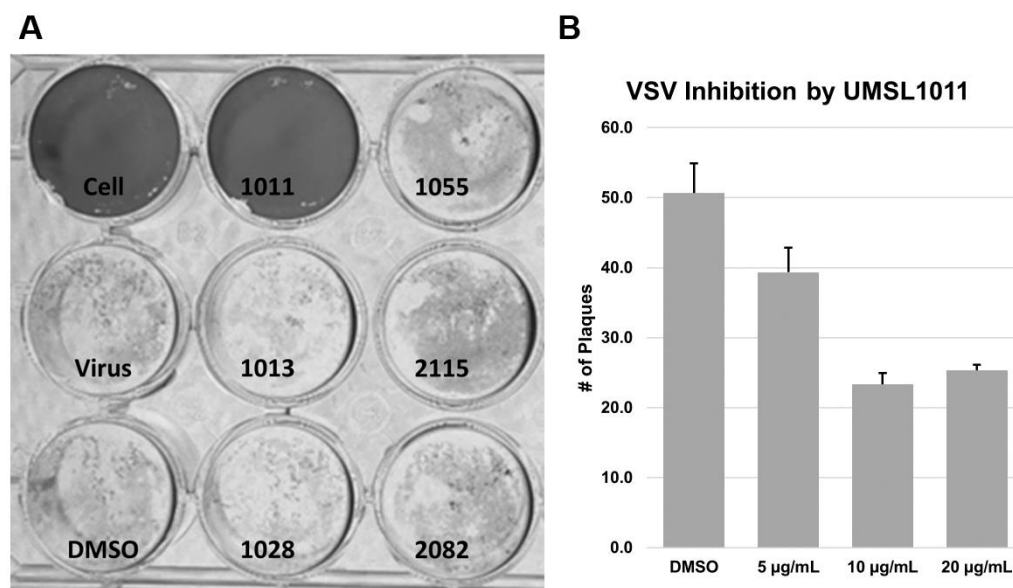 A
Cell
1011
1055
Virus
1013
2115
DMSO
1028
2082
B
VSV Inhibition by UMSL1011
# of Plaques
60.0
50.0
40.0
30.0
20.0
10.0
0.0
DMSO
5 µg/mL
10 µg/mL
20 µg/mL